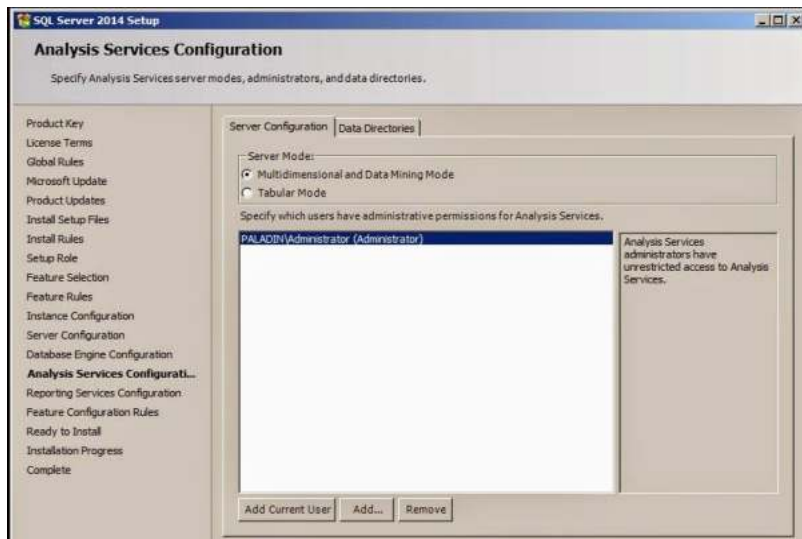 SQL Server 2014 Setup
Analysis Services Configuration
Specify Analysis Services server modes, administrators, and data directories.
Product Key
License Terms
Global Rules
Microsoft Update
Product Updates
Install Setup Files
Install Rules
Setup Role
Feature Selection
Feature Rules
Instance Configuration
Server Configuration
Database Engine Configuration
Analysis Services Configurati...
Reporting Services Configuration
Feature Configuration Rules
Ready to Install
Installation Progress
Complete
Server Configuration
Data Directories
Server Mode:
Multidimensional and Data Mining Mode
Tabular Mode
Specify which users have administrative permissions for Analysis Services.
PALADIN\Administrator (Administrator)
Analysis Services
administrators have
unrestricted access to Analysis
Services.
Add Current User
Add...
Remove